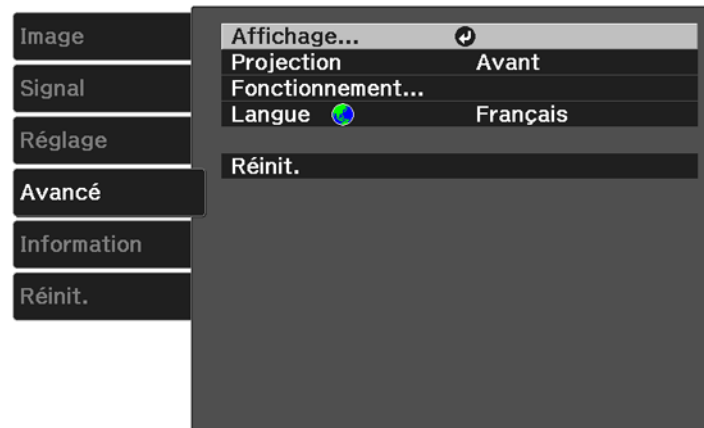 Image
Signal
Réglage
Avancé
Information
Réinit.
Affichage...
Projection Avant
Fonctionnement...
Langue Français
Réinit.